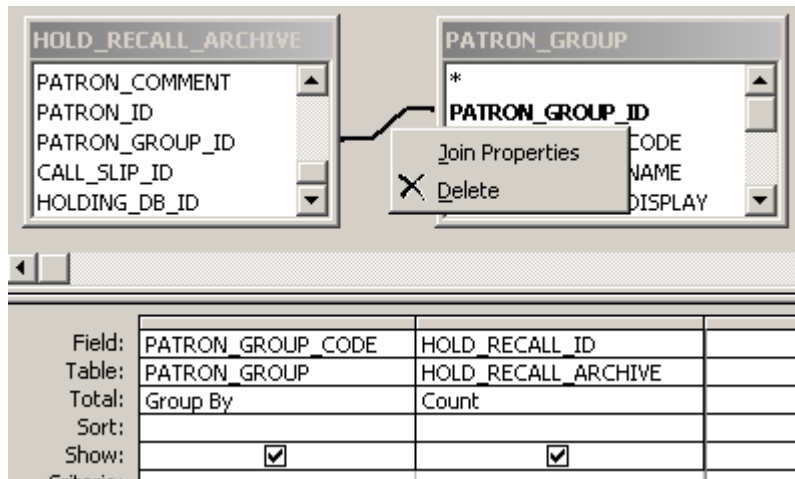 HOLD_RECALL_ARCHIVE
PATRON_COMMENT
PATRON_ID
PATRON_GROUP_ID
CALL_SLIP_ID
HOLDING_DB_ID
PATRON_GROUP
*
PATRON_GROUP_ID
CODE
NAME
DISPLAY
Join Properties
Delete
Field: PATRON_GROUP_CODE HOLD_RECALL_ID
Table: PATRON_GROUP HOLD_RECALL_ARCHIVE
Total: Group By Count
Sort:
Show: